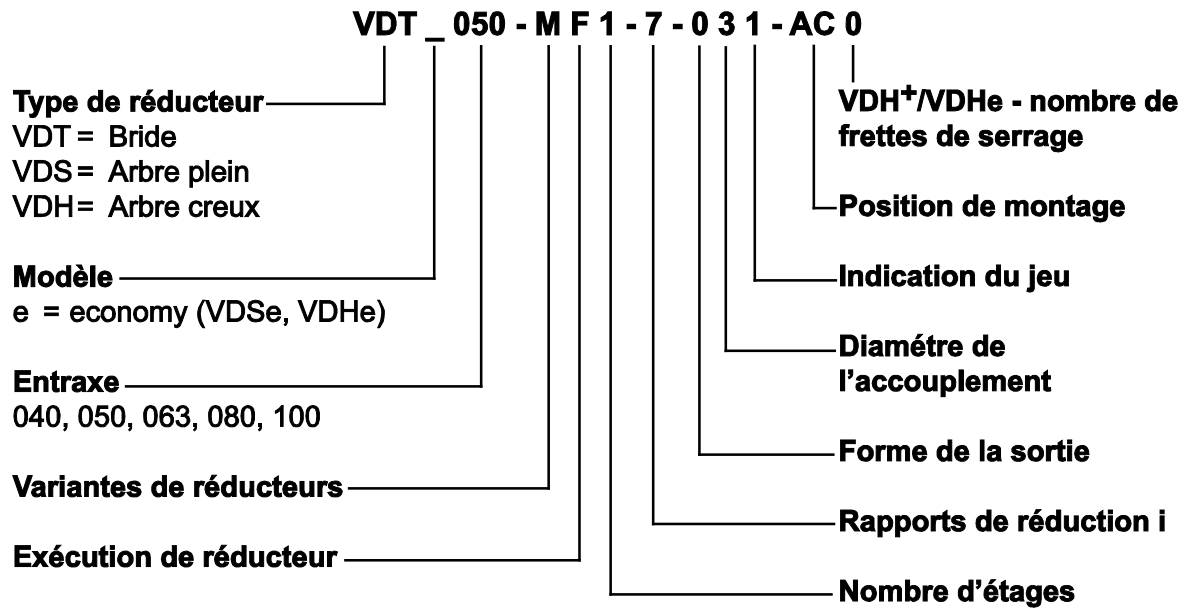 VDT _ 050 - M F 1 - 7 - 0 3 1 - AC 0
Type de réducteur
VDT = Bride
VDS = Arbre plein
VDH = Arbre creux
Modèle
e = economy (VDSe, VDHe)
Entraxe
040, 050, 063, 080, 100
Variantes de réducteurs
Exécution de réducteur
VDH+/VDHe - nombre de
frettes de serrage
Position de montage
Indication du jeu
Diamétre de
l’accouplement
Forme de la sortie
Rapports de réduction i
Nombre d’étages